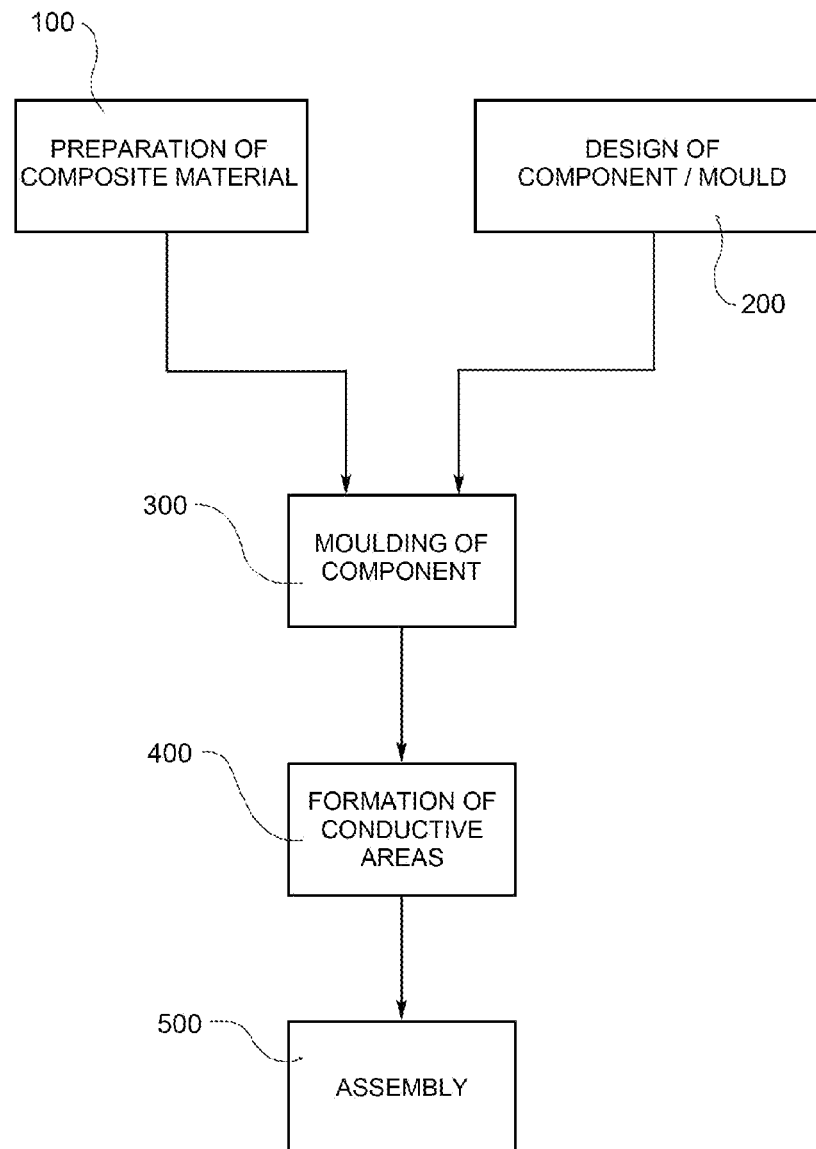 100
PREPARATION OF
COMPOSITE MATERIAL
DESIGN OF
COMPONENT / MOULD
200
300
MOULDING OF
COMPONENT
400
FORMATION OF
CONDUCTIVE
AREAS
500
ASSEMBLY